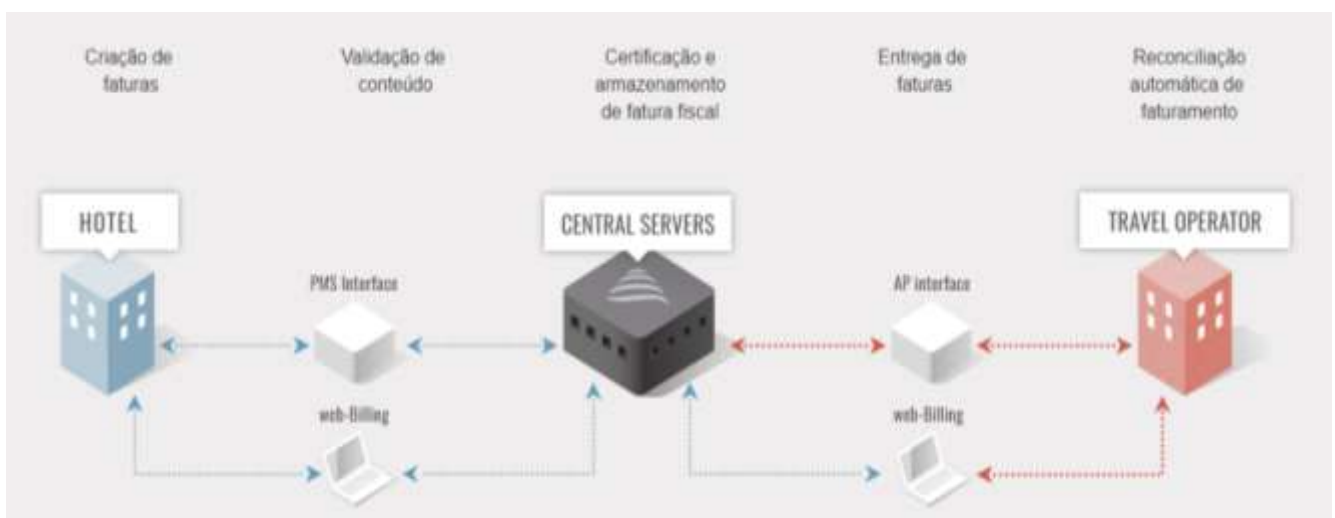 Criação de
faturas
Validação de
conteúdo
Certificação e
armazenamento
de fatura fiscal
Entrega de
faturas
Reconciliação
automática de
faturamento
HOTEL
CENTRAL SERVERS
TRAVEL OPERATOR
PMS Interface
AP interface
web-Billing
web-Billing